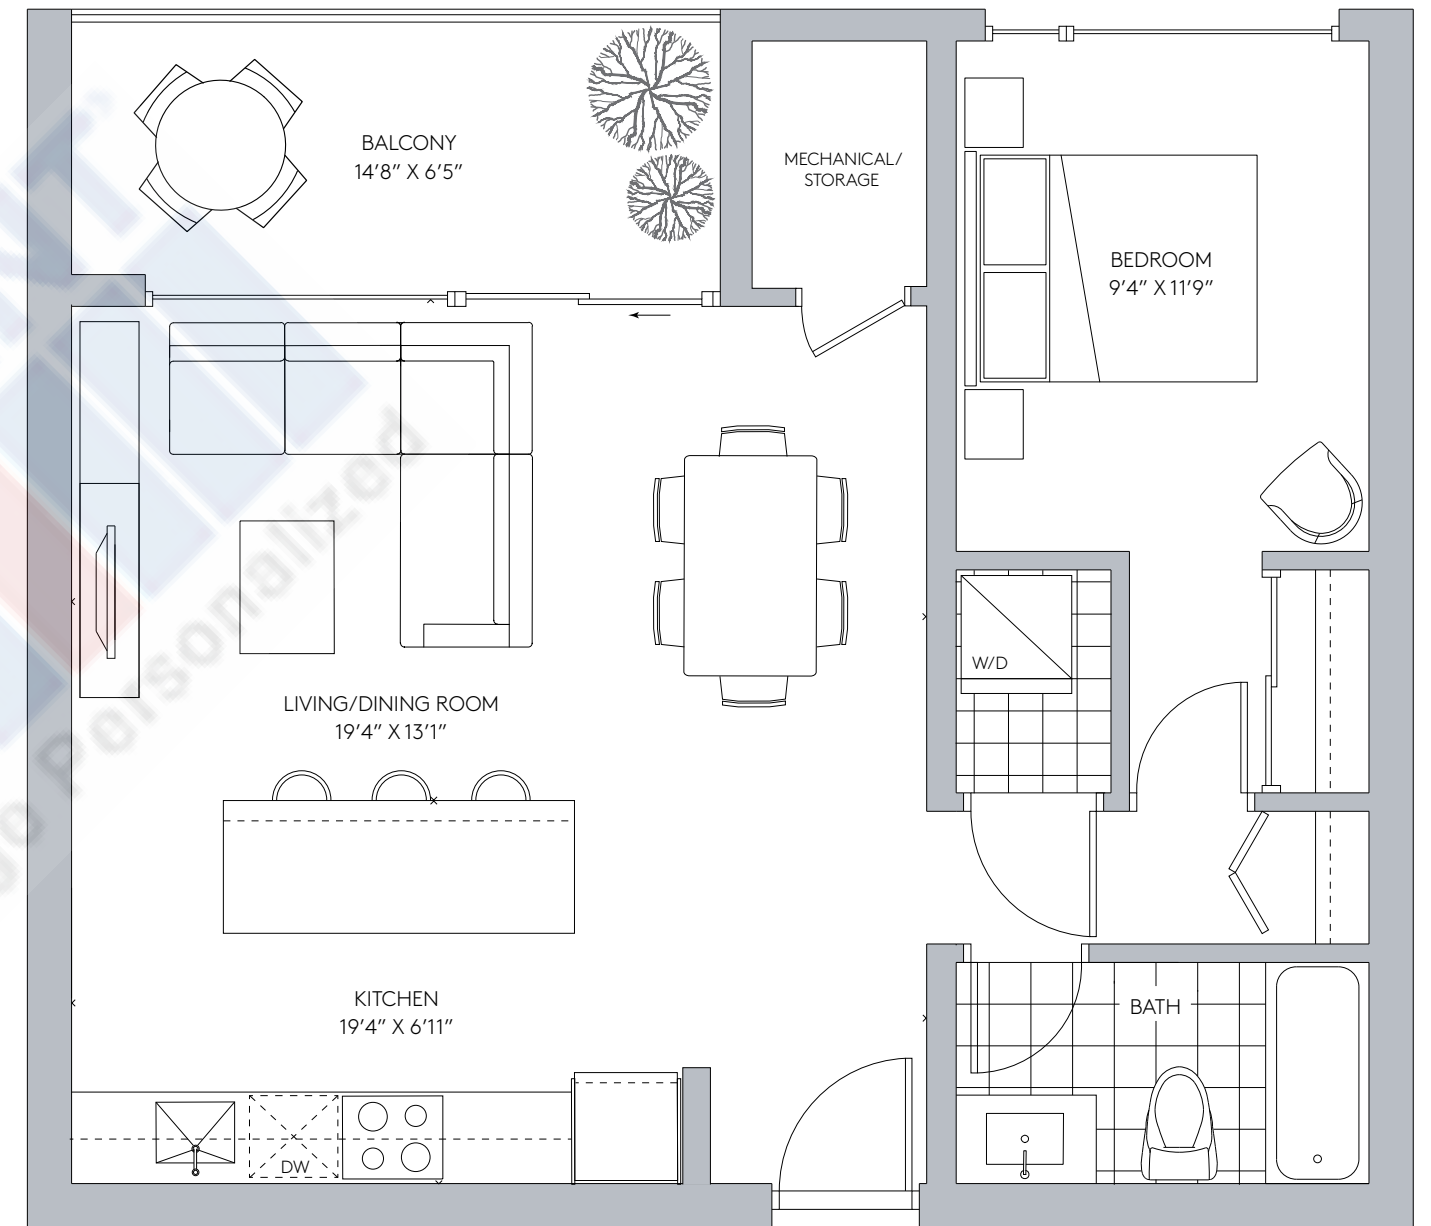 BALCONY
14'8" X 6'5"
MECHANICAL/
STORAGE
BEDROOM
9'4" X 11'9"
W/D
LIVING/DINING ROOM
19'4" X 13'1"
KITCHEN
19'4" X 6'11"
BATH
DW
Personalized